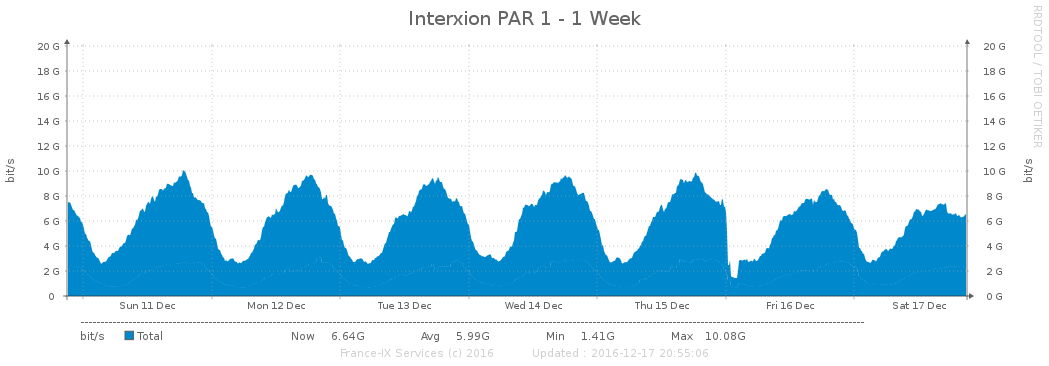 Interxion PAR 1 - 1 Week
RRDTOOL / TOBI OETIKER
20 G 20 G
18 G 18 G
16 G 16 G
14 G 14 G
12 G 12 G
10 G 10 G
8 G 8 G
6 G 6 G
4 G 4 G
2 G 2 G
0 0 G
bit/s
bit/s
Sun 11 Dec Mon 12 Dec Tue 13 Dec Wed 14 Dec Thu 15 Dec Fri 16 Dec Sat 17 Dec
bit/s Total Now 6.64G Avg 5.99G Min 1.41G Max 10.08G
France-IX Services (c) 2016 Updated : 2016-12-17 20:55:06